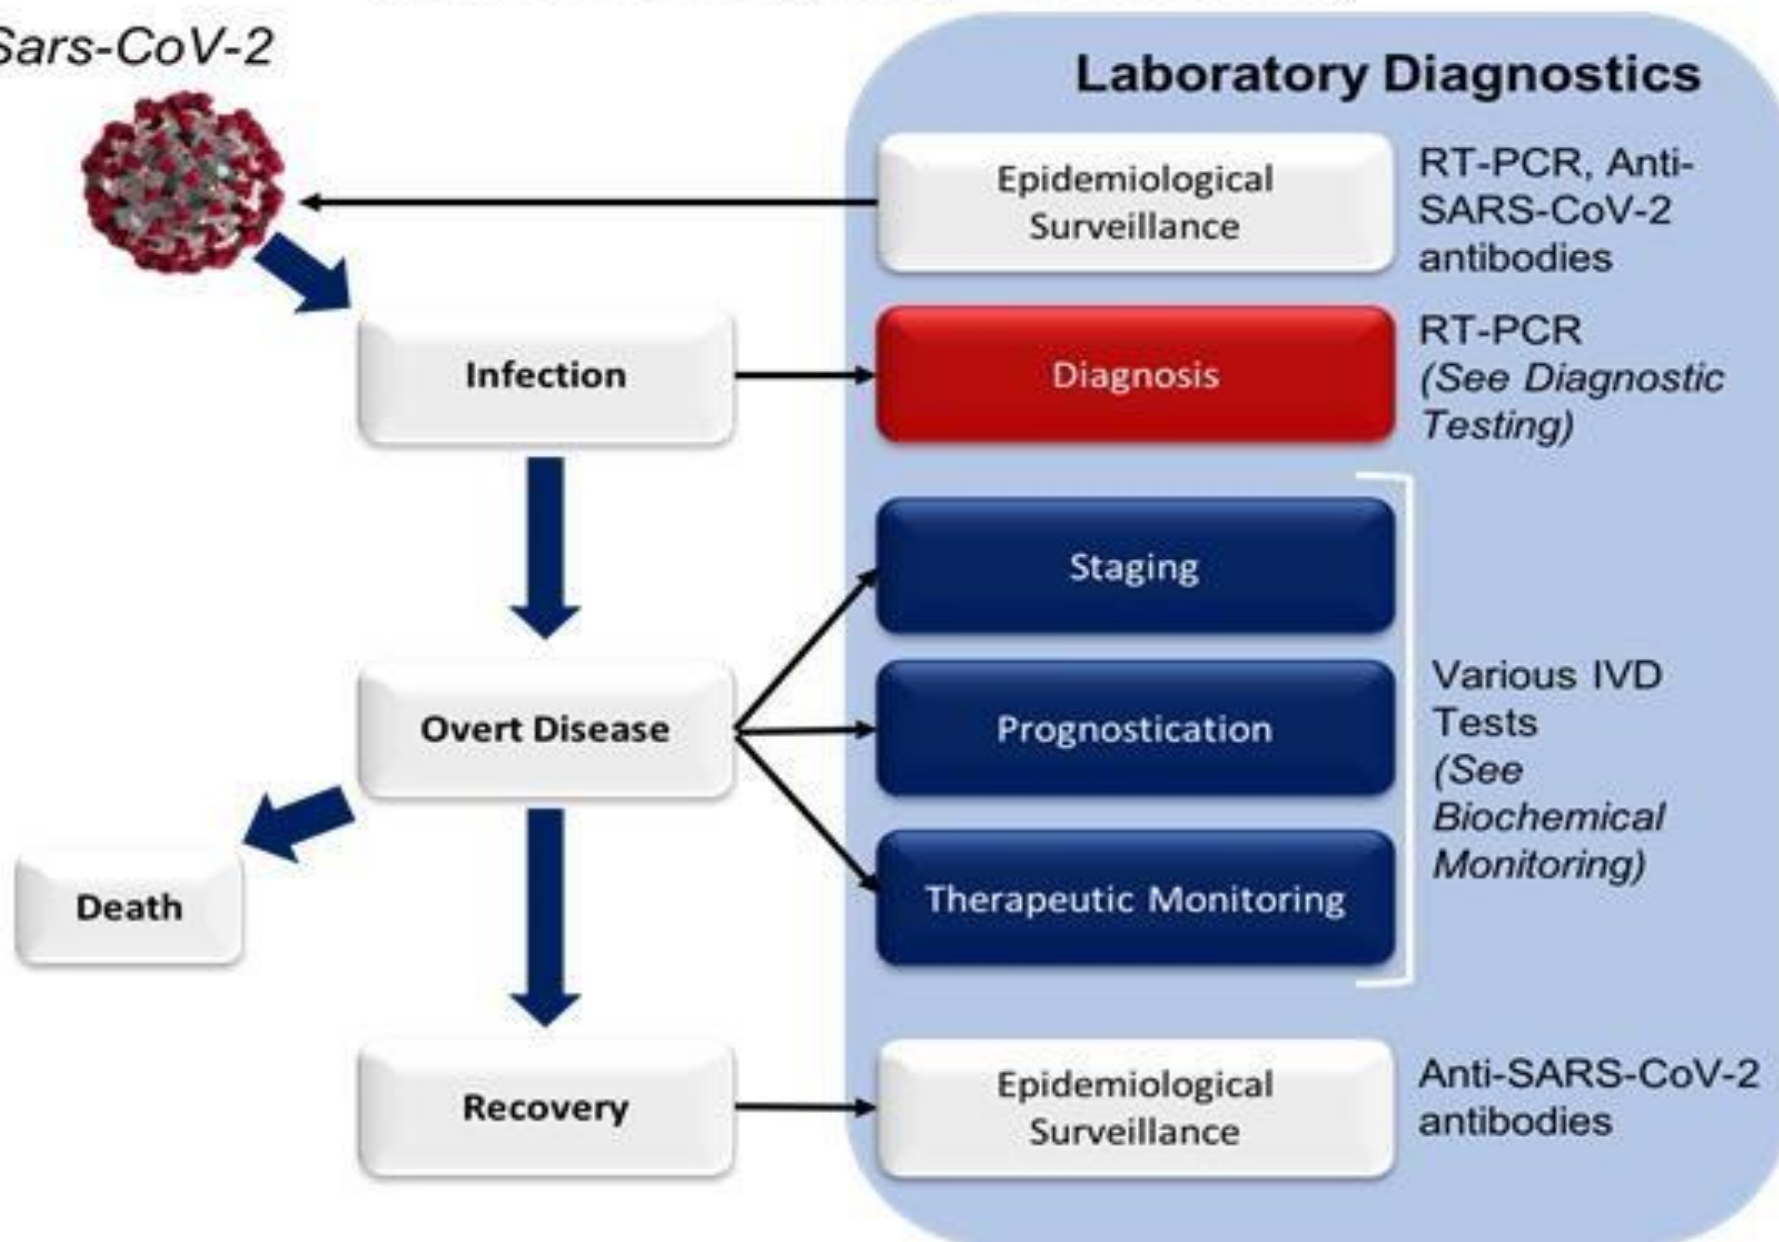 Sars-CoV-2
Laboratory Diagnostics
Epidemiological
Surveillance
RT-PCR, Anti-
SARS-CoV-2
antibodies
Infection
Diagnosis
RT-PCR
(See Diagnostic
Testing)
Staging
Overt Disease
Prognostication
Various IVD
Tests
(See
Biochemical
Monitoring)
Therapeutic Monitoring
Death
Recovery
Epidemiological
Surveillance
Anti-SARS-CoV-2
antibodies